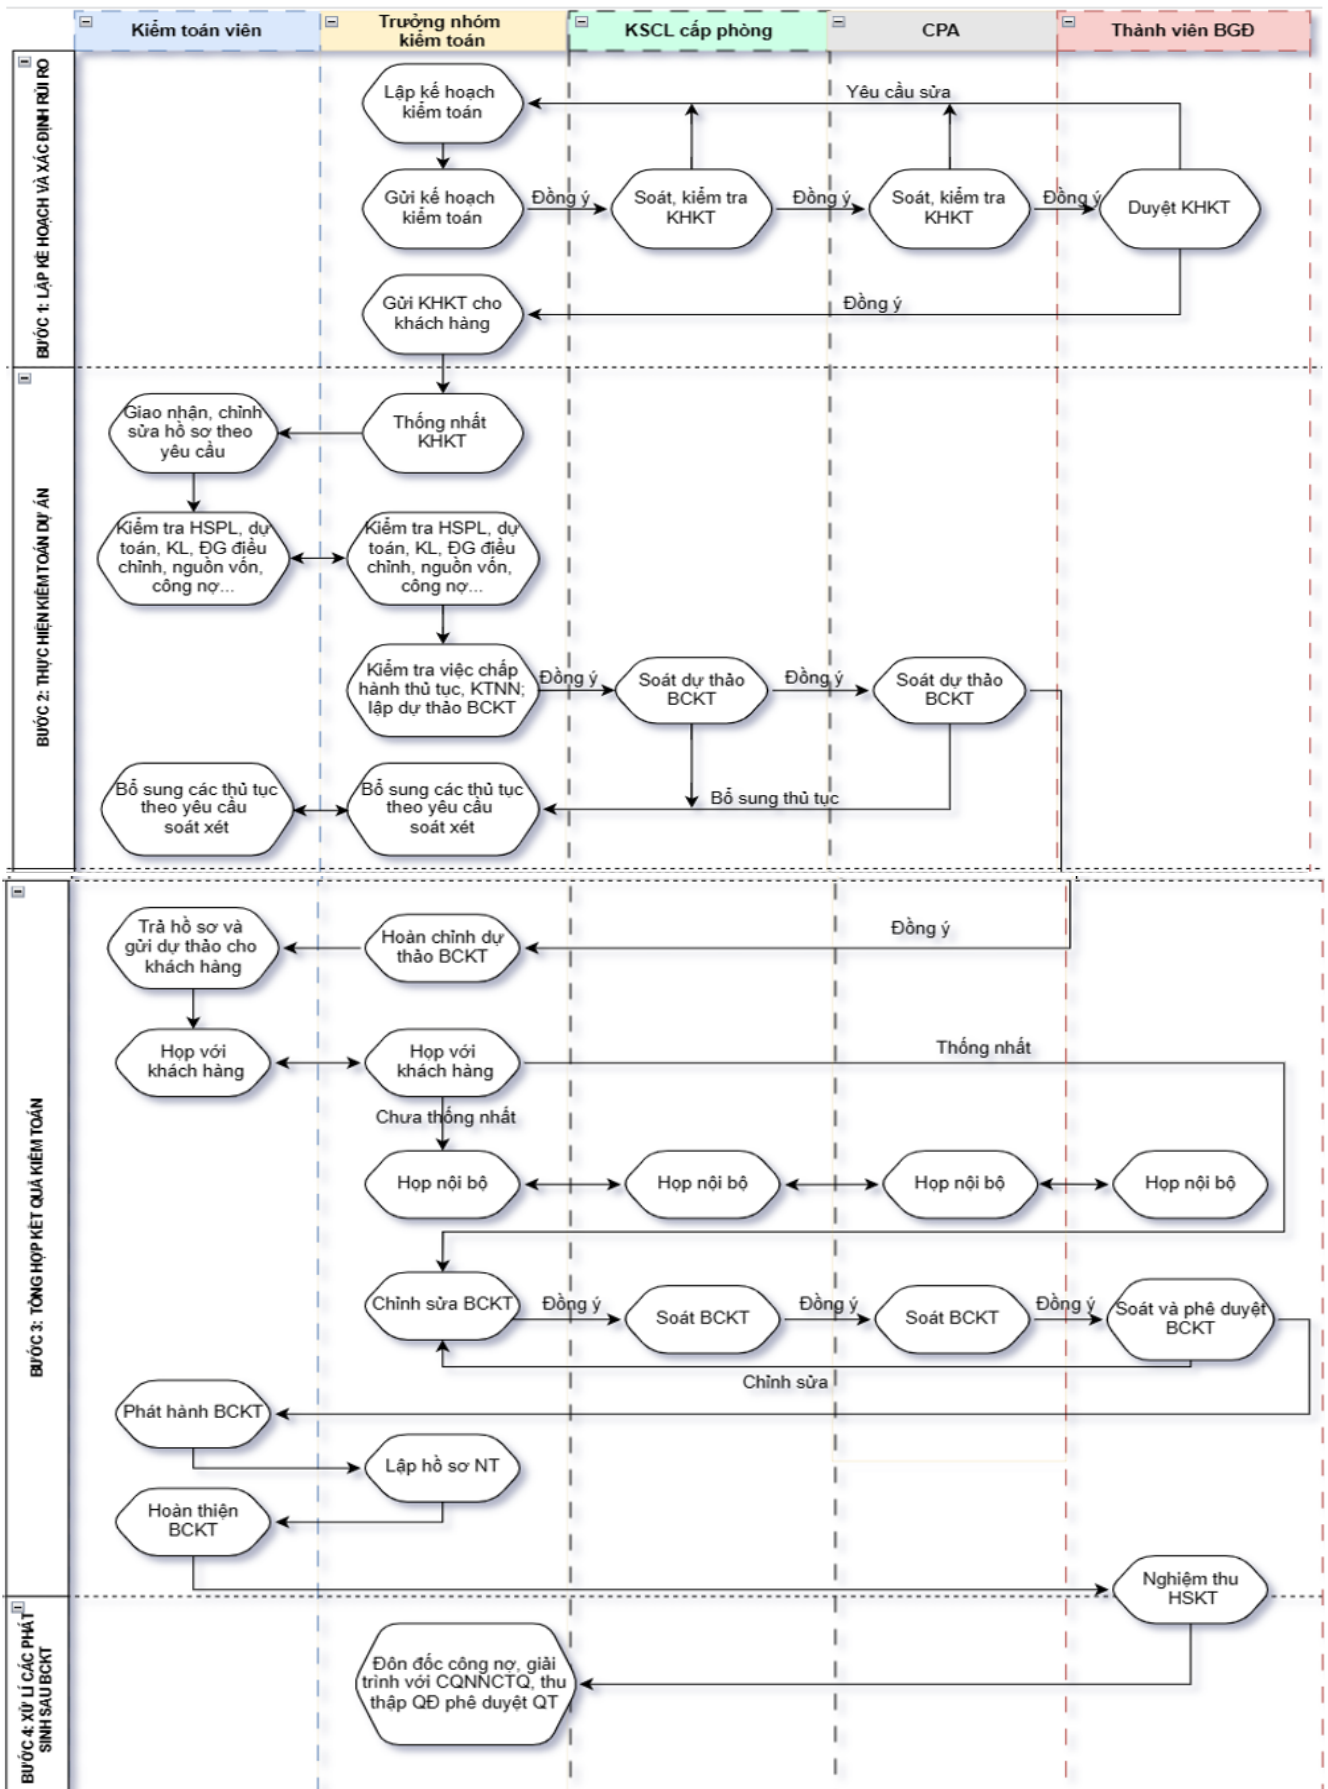 Kiểm toán viên
Trưởng nhóm
kiểm toán
KSCL cấp phòng
CPA
Thành viên BGĐ
BƯỚC 1: LẬP KẾ HOẠCH VÀ XÁC ĐỊNH RỦI RO
Lập kế hoạch
kiểm toán
Yêu cầu sửa
Gửi kế hoạch
kiểm toán
Đồng ý
Soát, kiểm tra
KHKT
Đồng ý
Soát, kiểm tra
KHKT
Đồng ý
Duyệt KHKT
Gửi KHKT cho
khách hàng
Đồng ý
BƯỚC 2: THỰC HIỆN KIỂM TOÁN DỰ ÁN
Giao nhận, chỉnh
sửa hồ sơ theo
yêu cầu
Thống nhất
KHKT
Kiểm tra HSPL, dự
toán, KL, ĐG điều
chỉnh, nguồn vốn,
công nợ...
Kiểm tra HSPL, dự
toán, KL, ĐG điều
chỉnh, nguồn vốn,
công nợ...
Kiểm tra việc chấp
hành thủ tục, KTNN;
lập dự thảo BCKT
Đồng ý
Soát dự thảo
BCKT
Đồng ý
Soát dự thảo
BCKT
Bổ sung các thủ tục
theo yêu cầu
soát xét
Bổ sung các thủ tục
theo yêu cầu
soát xét
Bổ sung thủ tục
BƯỚC 3: TỔNG HỢP KẾT QUẢ KIỂM TOÁN
Trả hồ sơ và
gửi dự thảo cho
khách hàng
Hoàn chỉnh dự
thảo BCKT
Đồng ý
Họp với
khách hàng
Họp với
khách hàng
Thống nhất
Chưa thống nhất
Họp nội bộ
Họp nội bộ
Họp nội bộ
Họp nội bộ
Chỉnh sửa BCKT
Đồng ý
Soát BCKT
Đồng ý
Soát BCKT
Đồng ý
Soát và phê duyệt
BCKT
Chỉnh sửa
Phát hành BCKT
Lập hồ sơ NT
Hoàn thiện
BCKT
Nghiệm thu
HSKT
BƯỚC 4: XỬ LÍ CÁC PHÁT
SINH SAU BCKT
Đôn đốc công nợ, giải
trình với CQNNCTQ, thu
thập QĐ phê duyệt QT